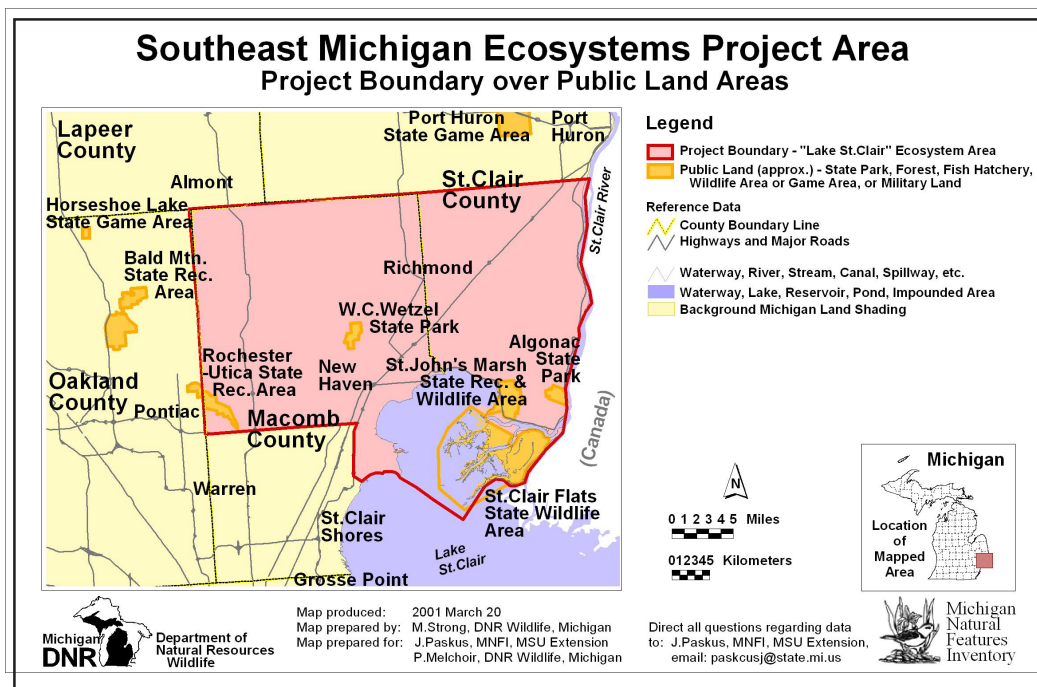 Southeast Michigan Ecosystems Project Area
Project Boundary over Public Land Areas
Lapeer
County
Port Huron
State Game Area
Port
Huron
Almont
St.Clair
County
St.Clair River
Horseshoe Lake
State Game Area
Bald Mtn.
State Rec.
Area
Richmond
W.C.Wetzel
State Park
Rochester
-Utica State
Rec. Area
New
Haven
St.John's Marsh
State Rec. &
Wildlife Area
Algonac
State
Park
Oakland
County
Pontiac
Macomb
County
(Canada)
Warren
St.Clair
Shores
St.Clair Flats
State Wildlife
Area
Lake
St.Clair
Grosse Point
Legend
Project Boundary - "Lake St.Clair" Ecosystem Area
Public Land (approx.) - State Park, Forest, Fish Hatchery,
Wildlife Area or Game Area, or Military Land
Reference Data
County Boundary Line
Highways and Major Roads
Waterway, River, Stream, Canal, Spillway, etc.
Waterway, Lake, Reservoir, Pond, Impounded Area
Background Michigan Land Shading
N
0 1 2 3 4 5 Miles
012345 Kilometers
Michigan
Location
of
Mapped
Area
Michigan
DNR
Department of
Natural Resources
Wildlife
Map produced: 2001 March 20
Map prepared by: M.Strong, DNR Wildlife, Michigan
Map prepared for: J.Paskus, MNFI, MSU Extension
P.Melchoir, DNR Wildlife, Michigan
Direct all questions regarding data
to: J.Paskus, MNFI, MSU Extension,
email: paskcusj@state.mi.us
Michigan
Natural
Features
Inventory